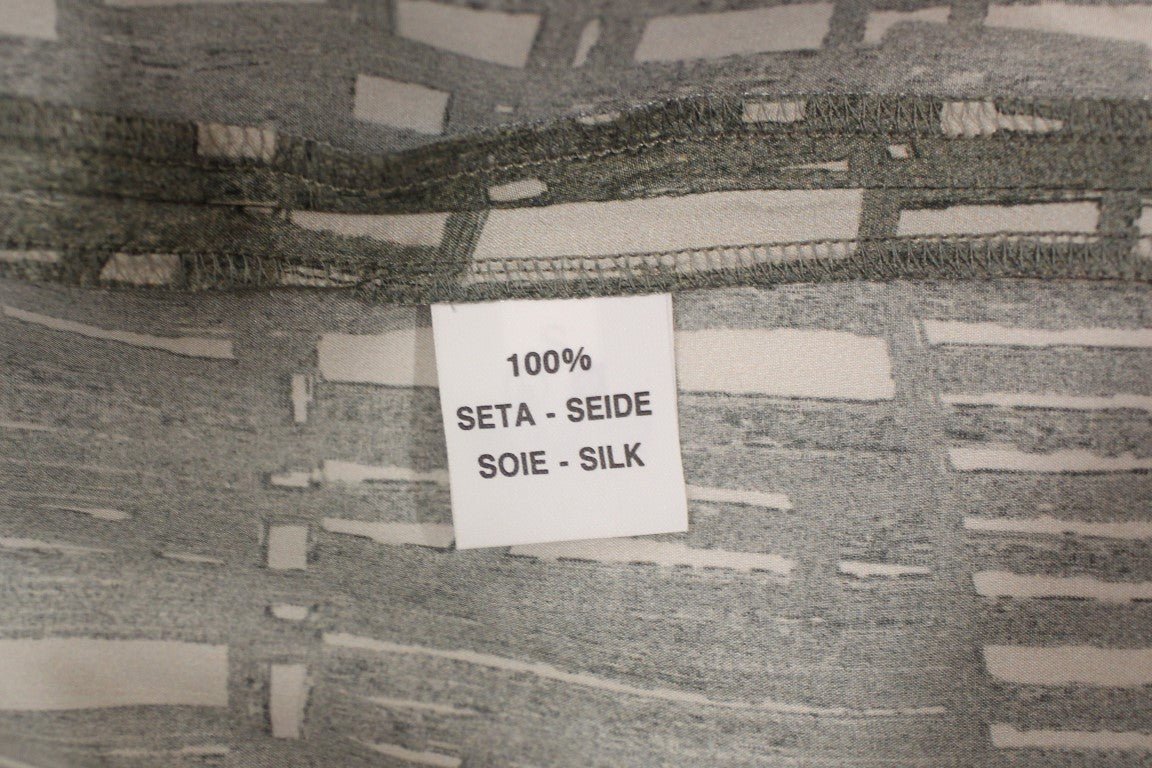 100%
SETA - SEIDE
SOIE - SILK